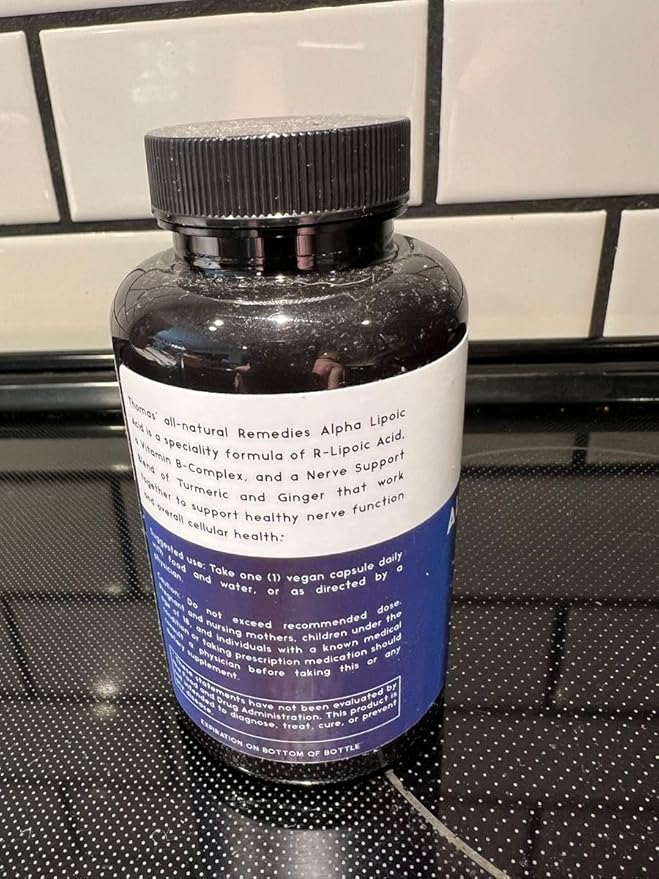 Thomas' all-natural Remedies Alpha Lipoic
Acid is a speciality formula of R-Lipoic Acid,
a Vitamin B-Complex, and a Nerve Support
blend of Turmeric and Ginger that work
together to support healthy nerve function
and overall cellular health.*
Suggested use: Take one (1) vegan capsule daily
with food and water, or as directed by a
physician.
Caution: Do not exceed recommended dose.
Pregnant and nursing mothers, children under the
age of 18, and individuals with a known medical
condition or taking prescription medication should
consult a physician before taking this or any
dietary supplement.
*These statements have not been evaluated by
the Food and Drug Administration. This product is
not intended to diagnose, treat, cure, or prevent
any disease.
EXPIRATION ON BOTTOM OF BOTTLE